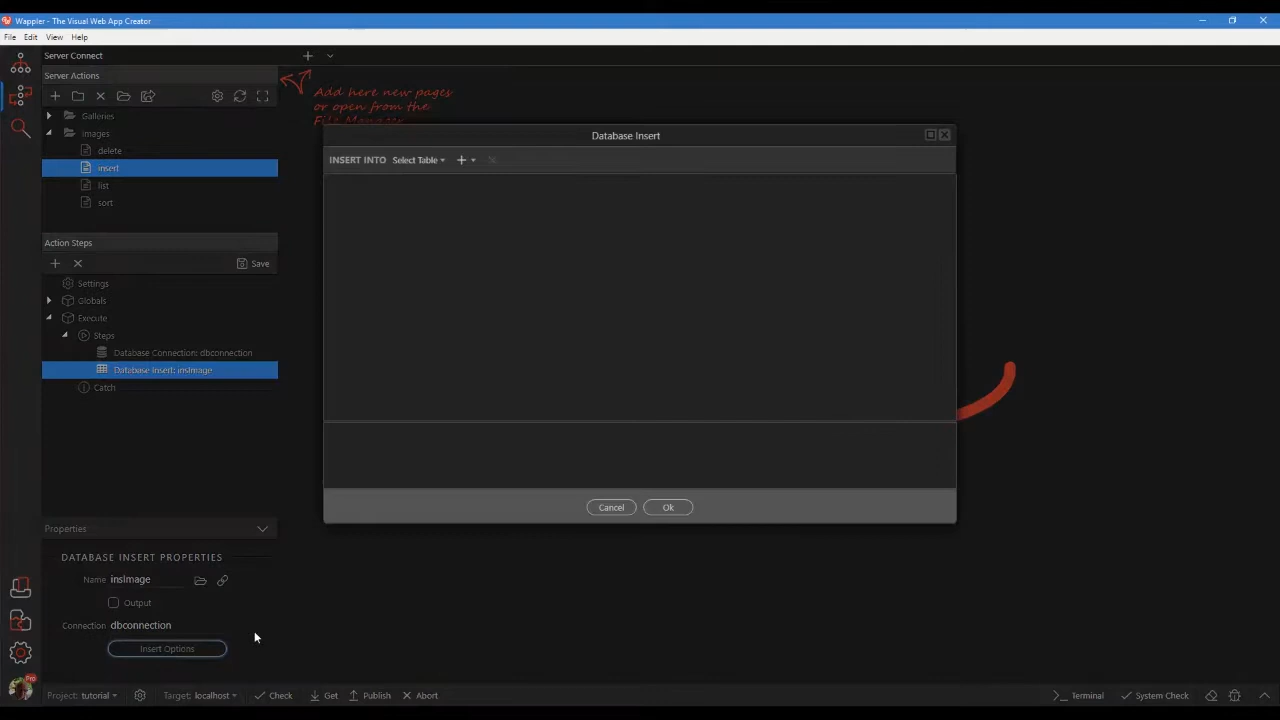 Wappler - The Visual Web App Creator
File Edit View Help
Server Connect
Server Actions
Add here new pages
or open from the
File Manager
Galleries
Images
delete
insert
list
sort
Database Insert
INSERT INTO Select Table
Action Steps
Save
Settings
Globals
Execute
Steps
Database Connection: dbconnection
Database Insert: insImage
Catch
Cancel Ok
Properties
DATABASE INSERT PROPERTIES
Name insImage
Output
Connection dbconnection
Insert Options
Pro
Project: tutorial Target: localhost Check Get Publish Abort Terminal System Check